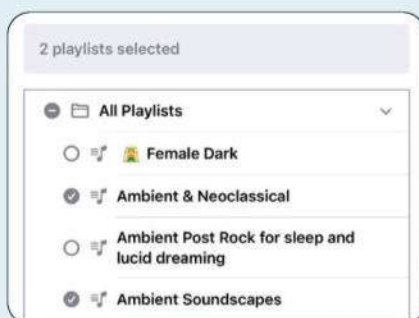 2 playlists selected
All Playlists
🧝‍♀️ Female Dark
Ambient & Neoclassical
Ambient Post Rock for sleep and
lucid dreaming
Ambient Soundscapes